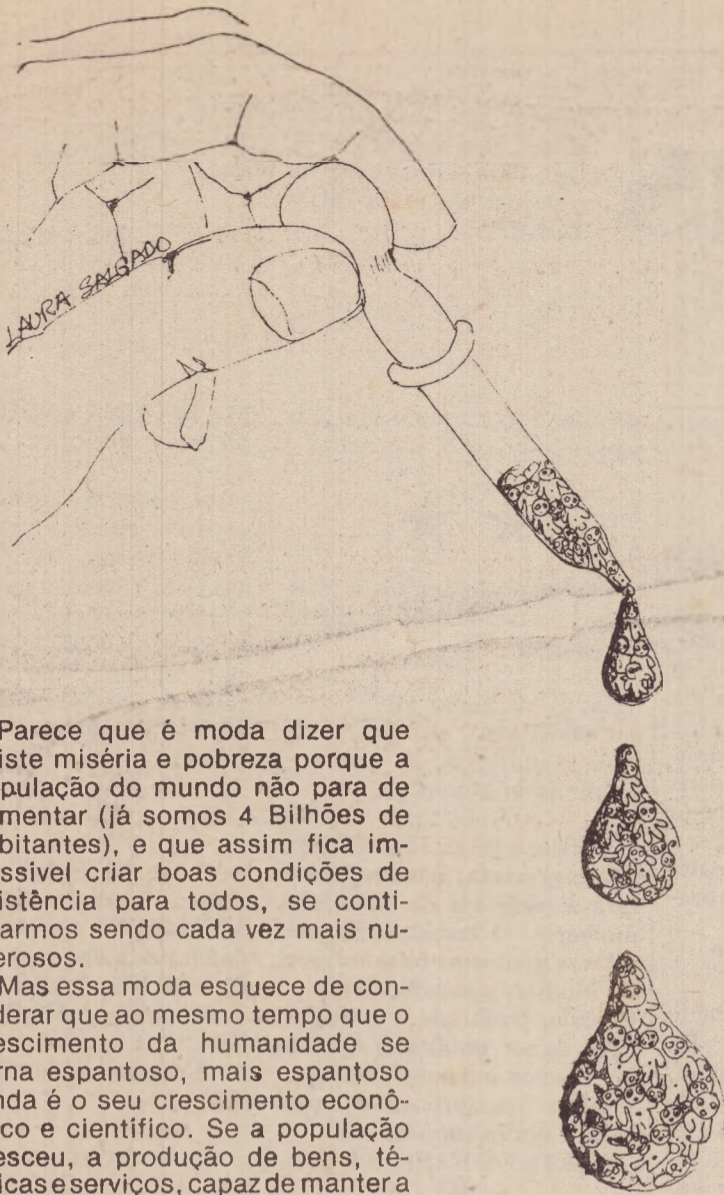 LAURA SALGADO
Parece que é moda dizer que
iste miséria e pobreza porque a
pulação do mundo não para de
mentar (já somos 4 Bilhões de
bitantes), e que assim fica im-
ssível criar boas condições de
istência para todos, se conti-
armos sendo cada vez mais nu-
erosos.
Mas essa moda esquece de con-
derar que ao mesmo tempo que o
escimento da humanidade se
rna espantoso, mais espantoso
nda é o seu crescimento econô-
ico e científico. Se a população
esceu, a produção de bens, té-
icas e serviços, capaz de manter a